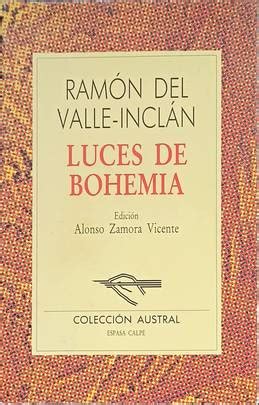 RAMÓN DEL
VALLE-INCLÁN
LUCES DE
BOHEMIA
Edición
Alonso Zamora Vicente
COLECCIÓN AUSTRAL
ESPASA CALPE